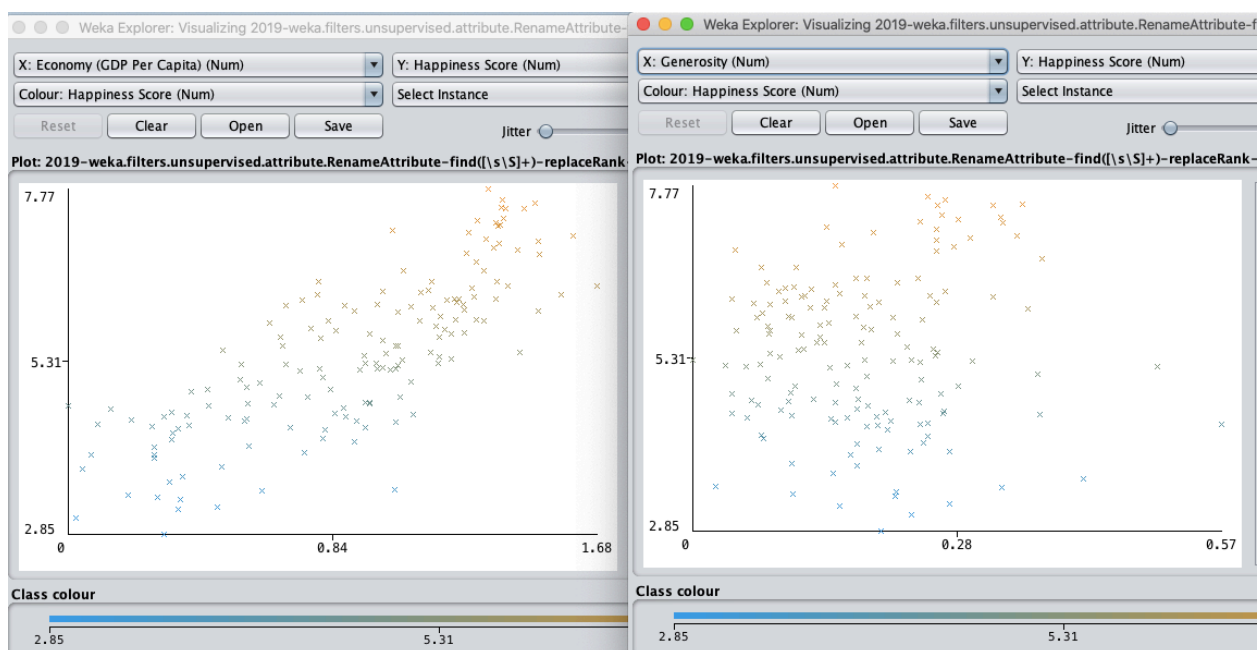 Weka Explorer: Visualizing 2019-weka.filters.unsupervised.attribute.RenameAttribute-
X: Economy (GDP Per Capita) (Num)
Y: Happiness Score (Num)
Colour: Happiness Score (Num)
Select Instance
Reset
Clear
Open
Save
Jitter
Plot: 2019-weka.filters.unsupervised.attribute.RenameAttribute-find([\s\S]+)-replaceRank-
7.77
5.31
2.85
0
0.84
1.68
Class colour
2.85
5.31
Weka Explorer: Visualizing 2019-weka.filters.unsupervised.attribute.RenameAttribute-fi
X: Generosity (Num)
Y: Happiness Score (Num)
Colour: Happiness Score (Num)
Select Instance
Reset
Clear
Open
Save
Jitter
Plot: 2019-weka.filters.unsupervised.attribute.RenameAttribute-find([\s\S]+)-replaceRank-
7.77
5.31
2.85
0
0.28
0.57
Class colour
2.85
5.31